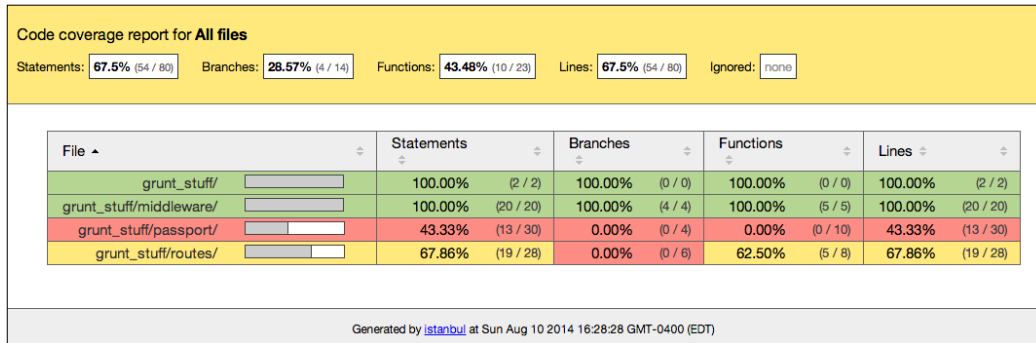 Code coverage report for All files
Statements: 67.5% (54 / 80) Branches: 28.57% (4 / 14) Functions: 43.48% (10 / 23) Lines: 67.5% (54 / 80) Ignored: none
File Statements Branches Functions Lines
grunt_stuff/ 100.00% (2 / 2) 100.00% (0 / 0) 100.00% (0 / 0) 100.00% (2 / 2)
grunt_stuff/middleware/ 100.00% (20 / 20) 100.00% (4 / 4) 100.00% (5 / 5) 100.00% (20 / 20)
grunt_stuff/passport/ 43.33% (13 / 30) 0.00% (0 / 4) 0.00% (0 / 10) 43.33% (13 / 30)
grunt_stuff/routes/ 67.86% (19 / 28) 0.00% (0 / 6) 62.50% (5 / 8) 67.86% (19 / 28)
Generated by istanbul at Sun Aug 10 2014 16:28:28 GMT-0400 (EDT)